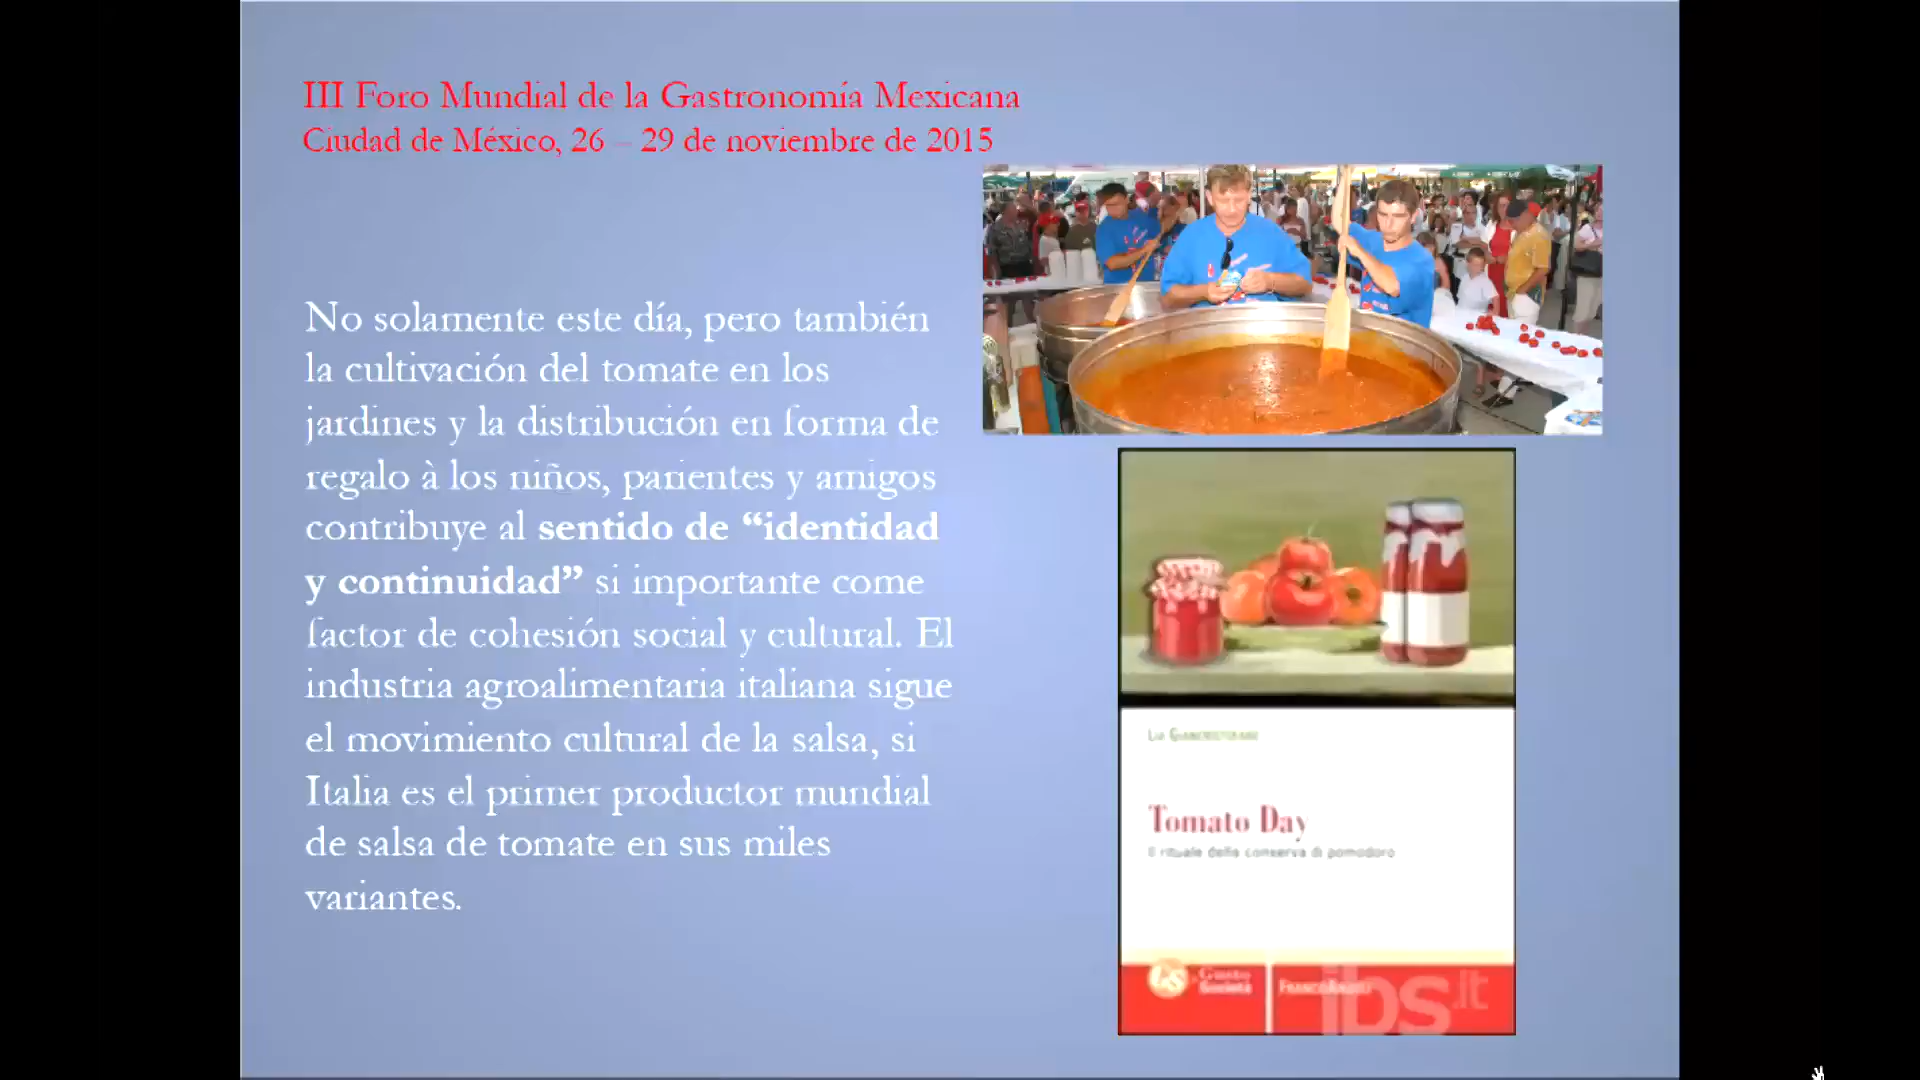 III Foro Mundial de la Gastronomía Mexicana
Ciudad de México, 26 – 29 de noviembre de 2015
No solamente este día, pero también
la cultivación del tomate en los
jardines y la distribución en forma de
regalo à los niños, parientes y amigos
contribuye al sentido de “identidad
y continuidad” si importante come
factor de cohesión social y cultural. El
industria agroalimentaria italiana sigue
el movimiento cultural de la salsa, si
Italia es el primer productor mundial
de salsa de tomate en sus miles
variantes.
Tomato Day
Il rituale della conserva di pomodoro
Gusto
Società
FrancoAngeli
ibs.it